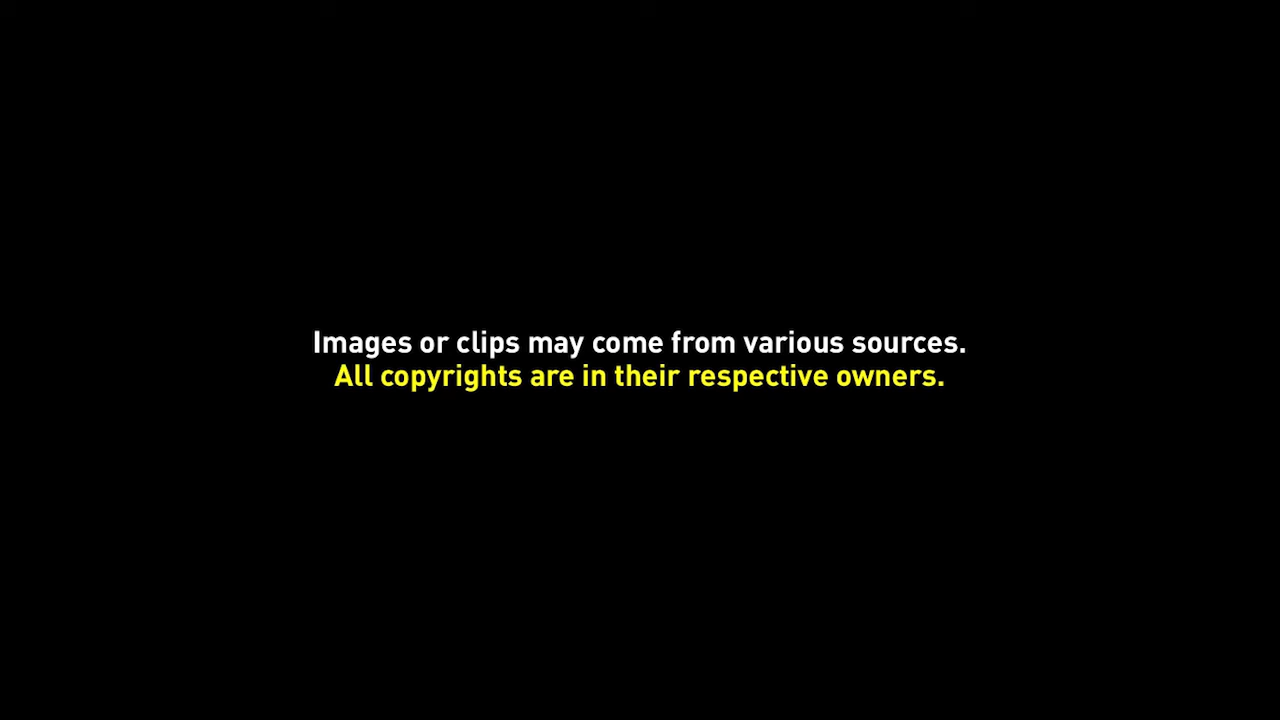 Images or clips may come from various sources.
All copyrights are in their respective owners.